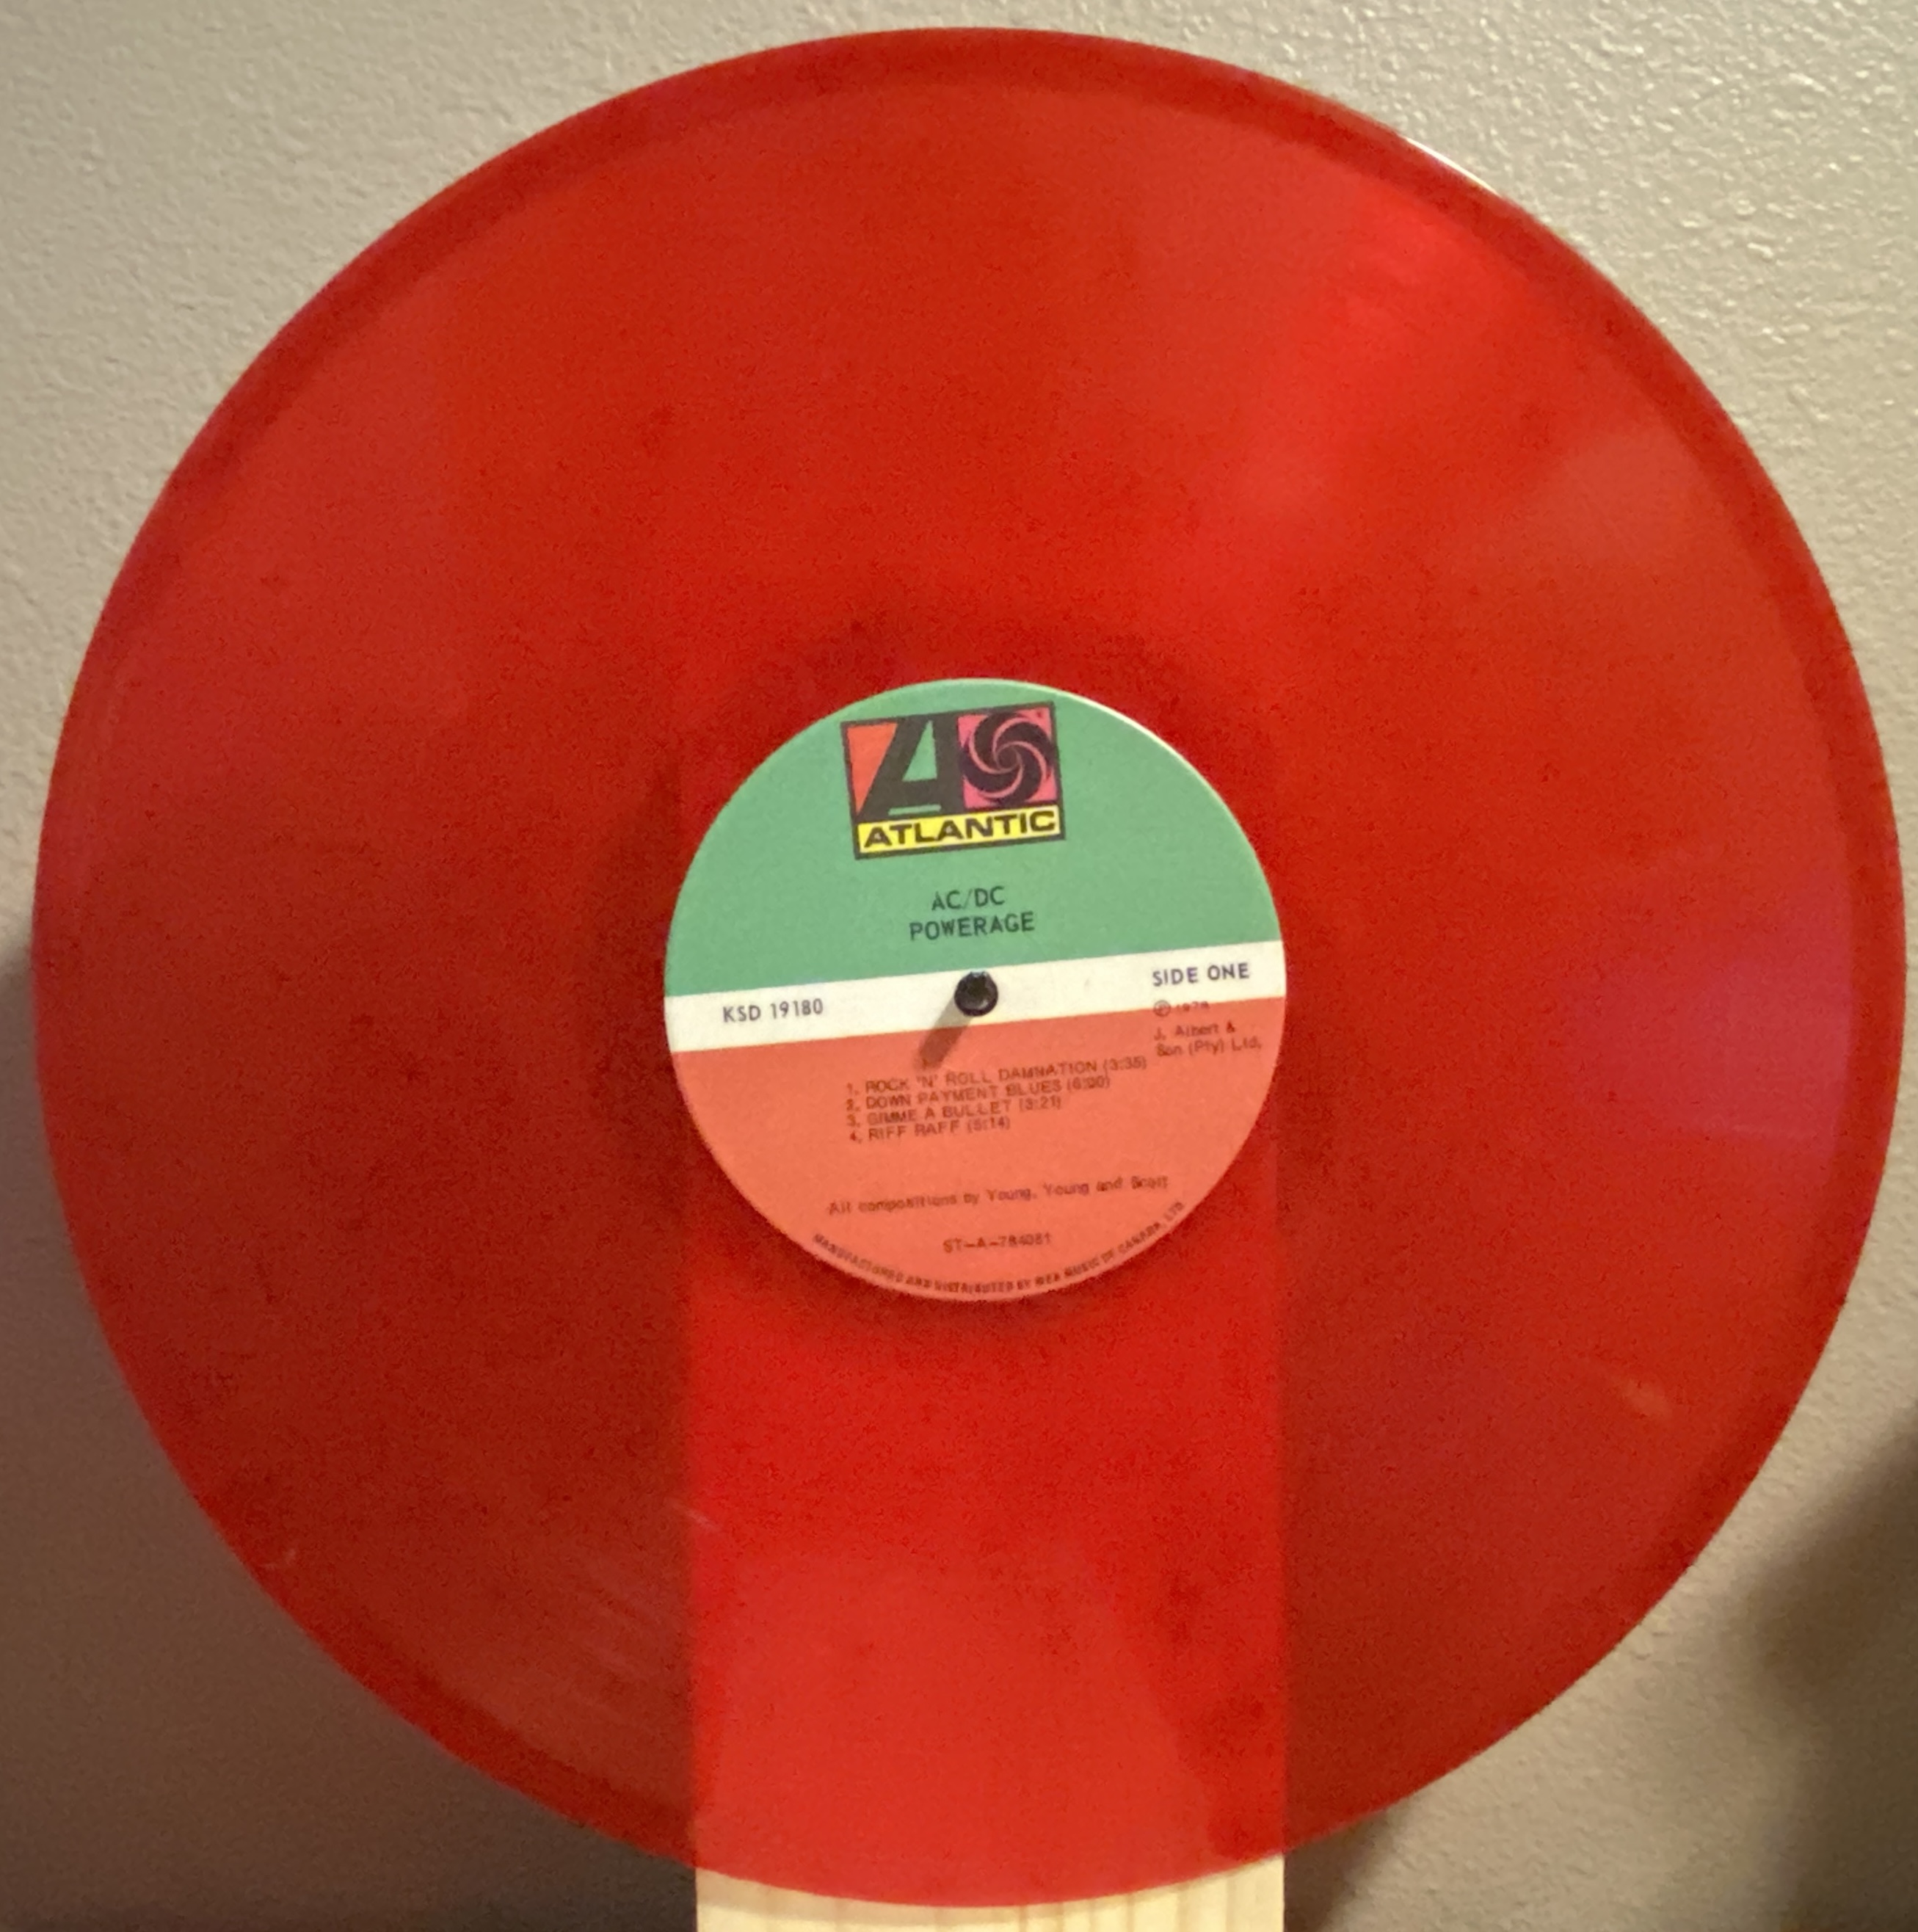 ATLANTIC
AC/DC
POWERAGE
SIDE ONE
KSD 19180
℗ 1978
J. Albert &
Son (Pty) Ltd.
1. ROCK 'N' ROLL DAMNATION (3:35)
2. DOWN PAYMENT BLUES (6:00)
3. GIMME A BULLET (3:21)
4. RIFF RAFF (5:14)
All compositions by Young, Young and Scott
ST-A-784081
MANUFACTURED AND DISTRIBUTED BY WEA MUSIC OF CANADA, LTD.